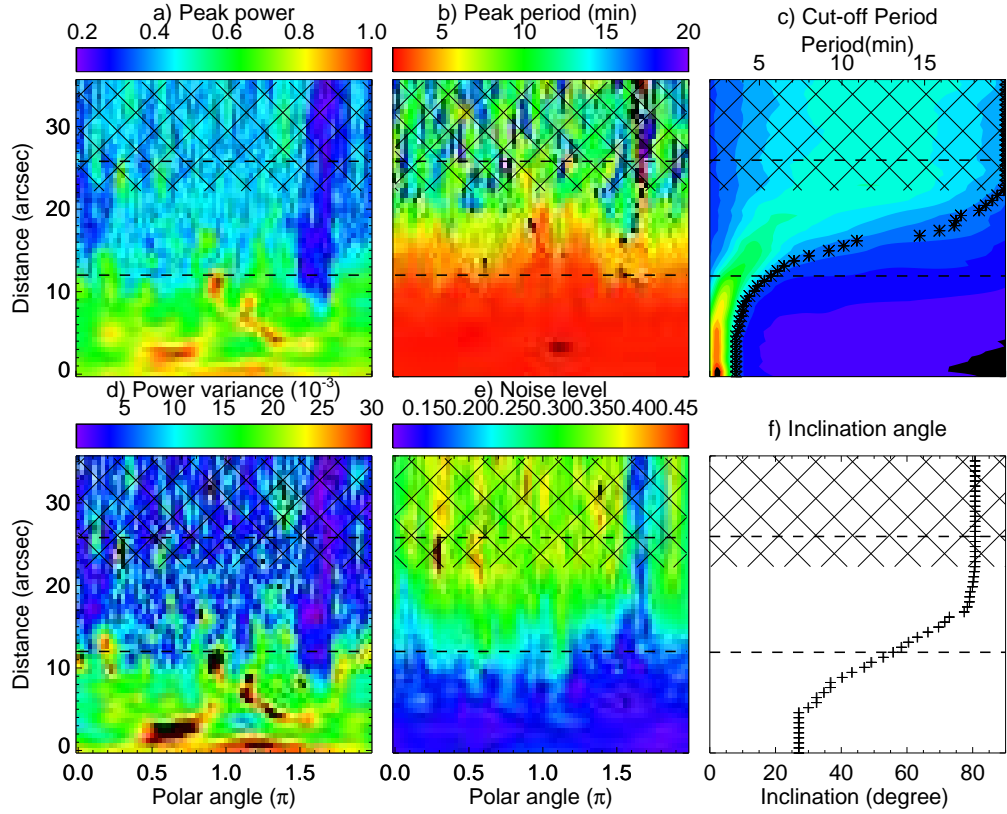 a) Peak power
0.2 0.4 0.6 0.8 1.0
b) Peak period (min)
5 10 15 20
c) Cut-off Period
Period(min)
5 10 15
Distance (arcsec)
30
20
10
0
d) Power variance (10-3)
5 10 15 20 25 30
e) Noise level
0.150.200.250.300.350.400.45
f) Inclination angle
Distance (arcsec)
30
20
10
0
0.0 0.5 1.0 1.5
Polar angle (π)
0.0 0.5 1.0 1.5
Polar angle (π)
0 20 40 60 80
Inclination (degree)